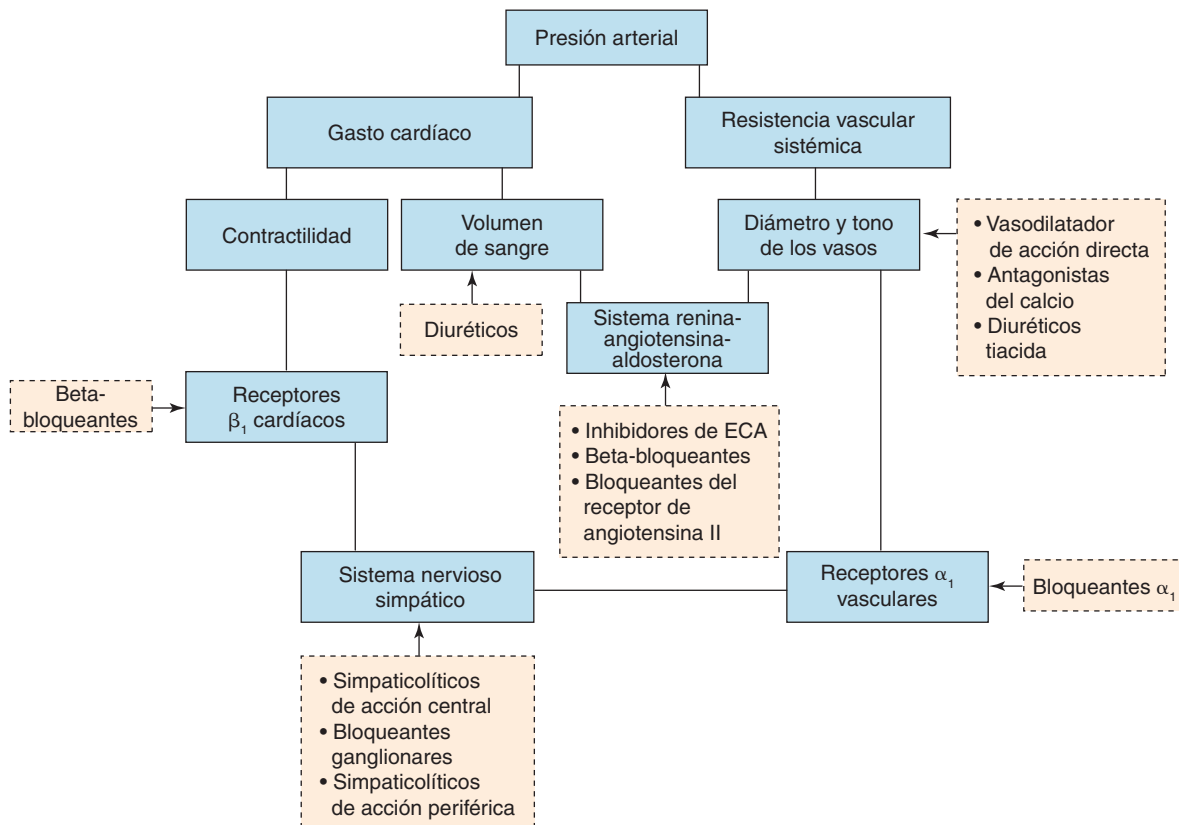 Presión arterial
Gasto cardíaco
Resistencia vascular
sistémica
Contractilidad
Volumen
de sangre
Diámetro y tono
de los vasos
• Vasodilatador
de acción directa
• Antagonistas
del calcio
• Diuréticos
tiacida
Diuréticos
Sistema renina-
angiotensina-
aldosterona
Beta-
bloqueantes
Receptores
β₁ cardíacos
• Inhibidores de ECA
• Beta-bloqueantes
• Bloqueantes del
receptor de
angiotensina II
Sistema nervioso
simpático
Receptores α₁
vasculares
Bloqueantes α₁
• Simpaticolíticos
de acción central
• Bloqueantes
ganglionares
• Simpaticolíticos
de acción periférica